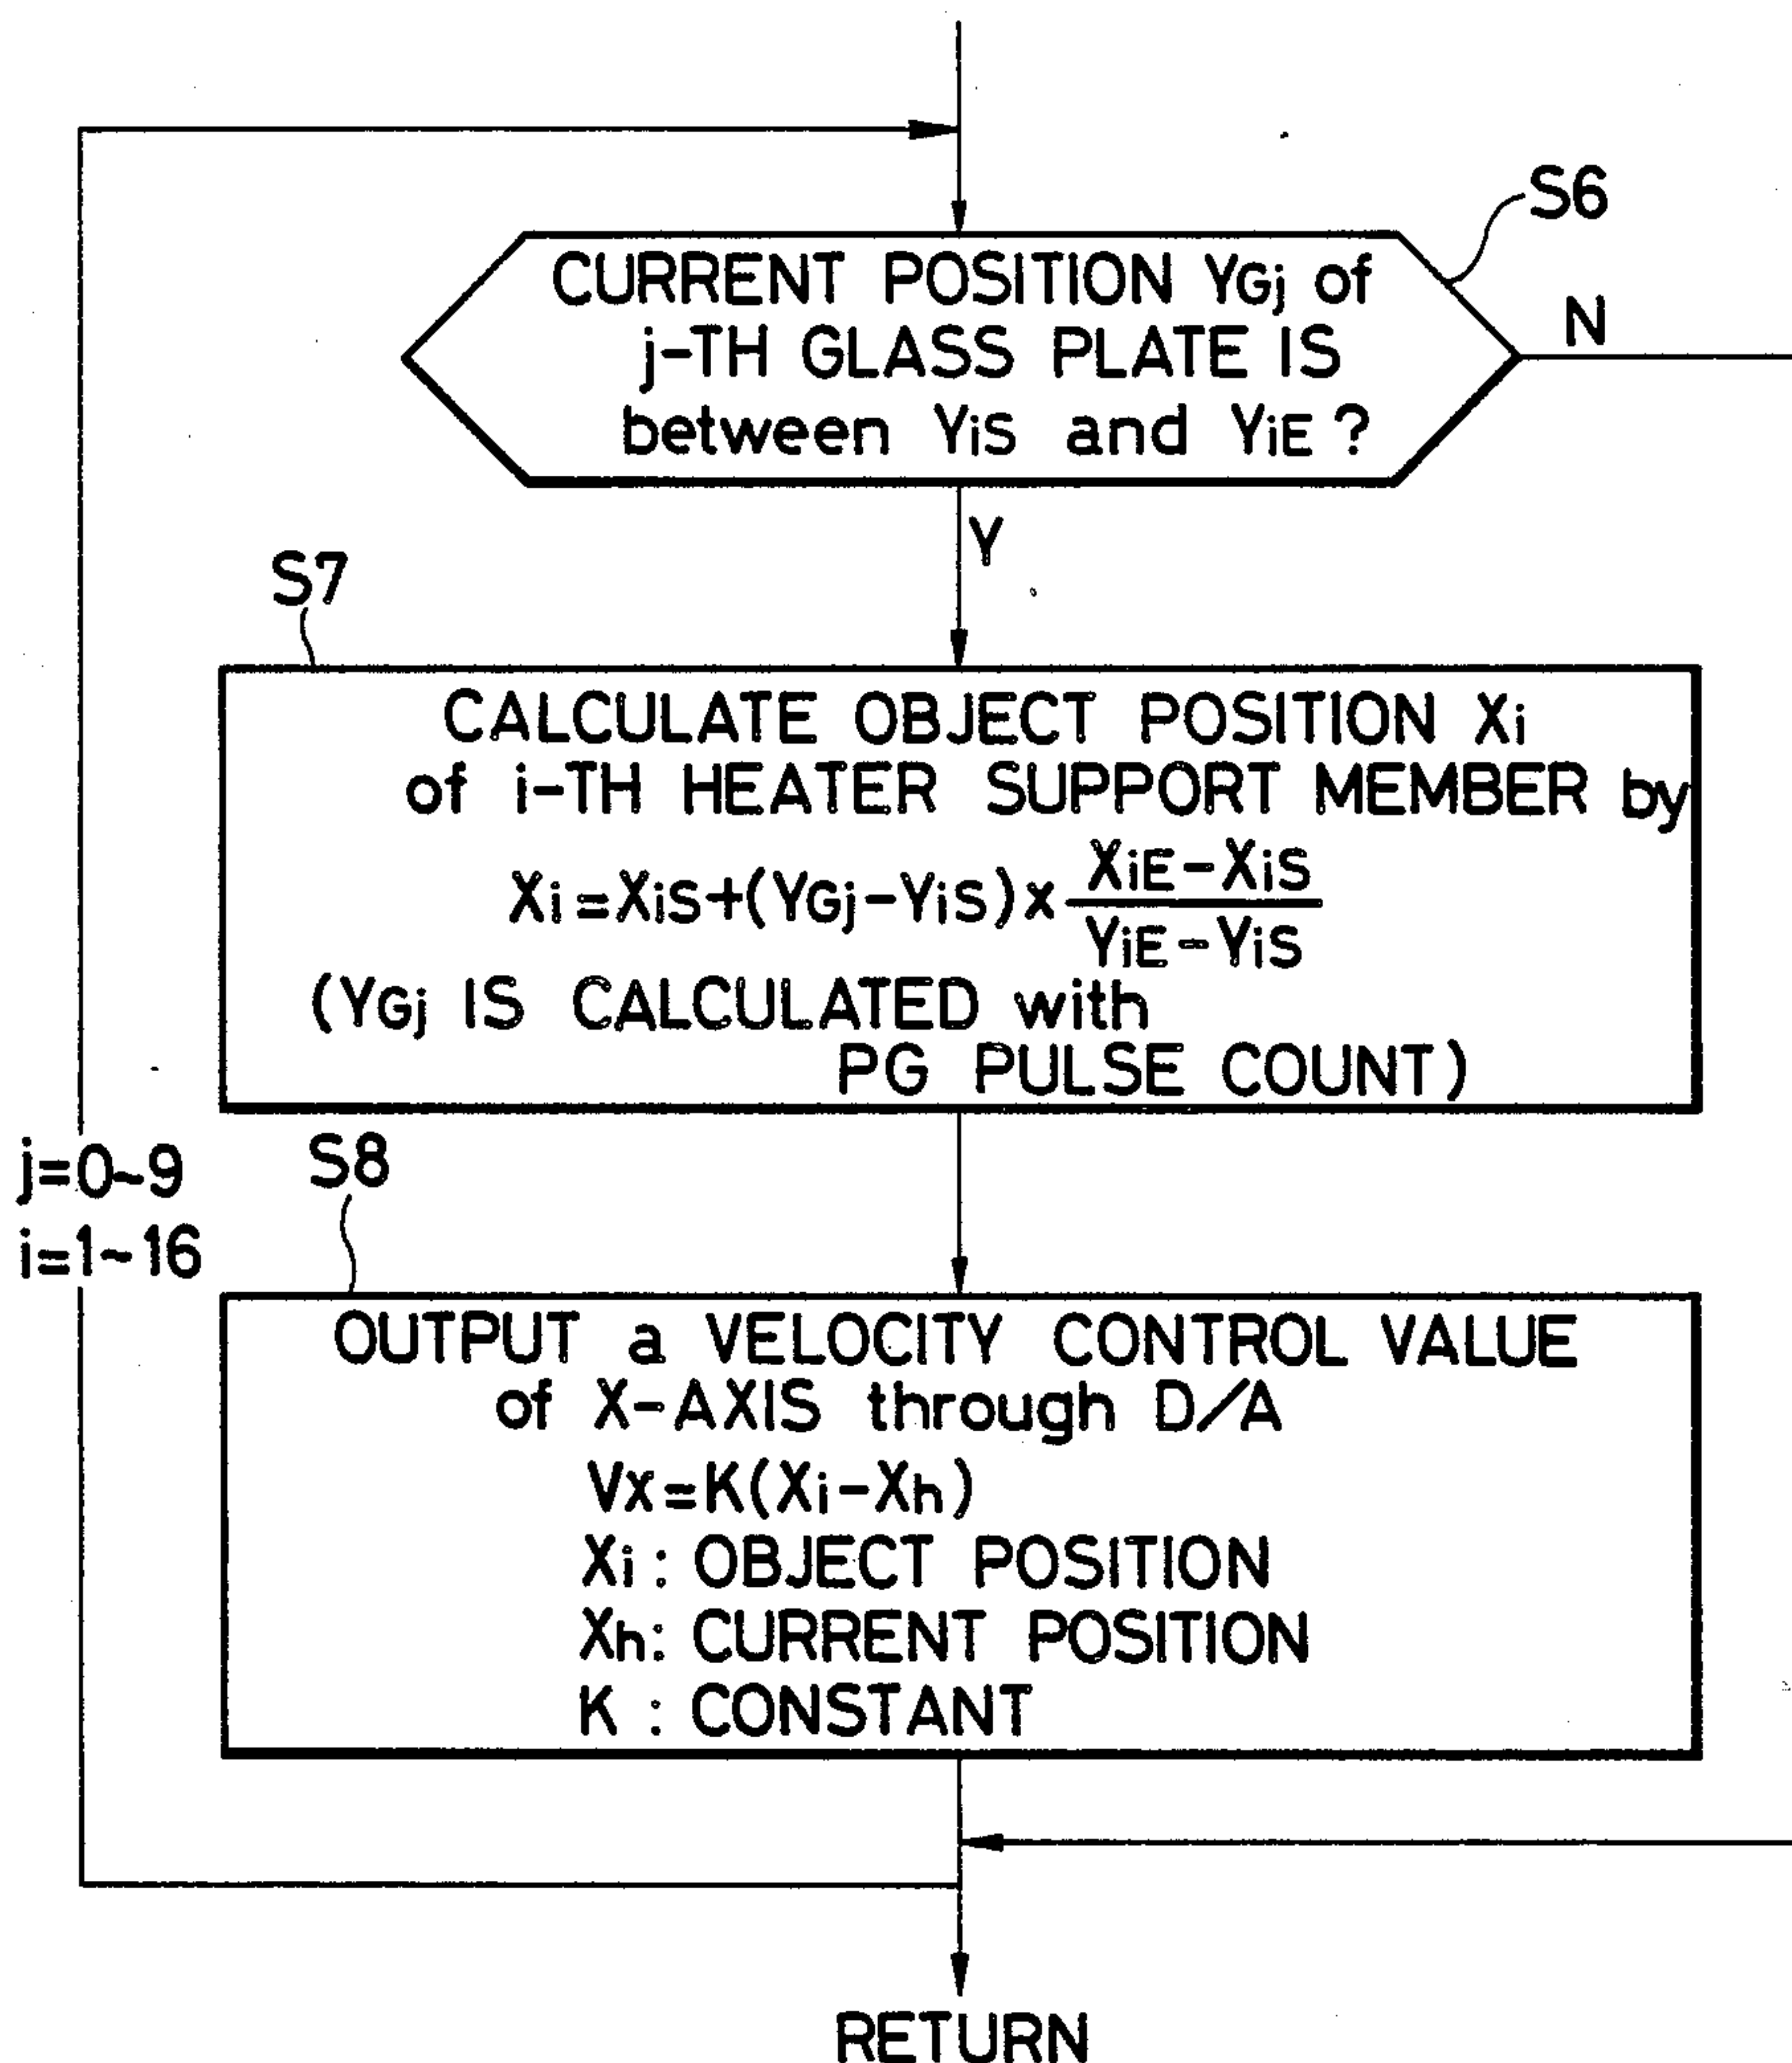 S6
CURRENT POSITION YGj of
j-TH GLASS PLATE IS
between YiS and YiE ?
N
Y
S7
CALCULATE OBJECT POSITION Xi
of i-TH HEATER SUPPORT MEMBER by
Xi=XiS+(YGj-YiS)x (XiE-XiS)/(YiE-YiS)
(YGj IS CALCULATED with
PG PULSE COUNT)
j=0~9
i=1~16
S8
OUTPUT a VELOCITY CONTROL VALUE
of X-AXIS through D/A
Vx=K(Xi-Xh)
Xi : OBJECT POSITION
Xh: CURRENT POSITION
K : CONSTANT
RETURN